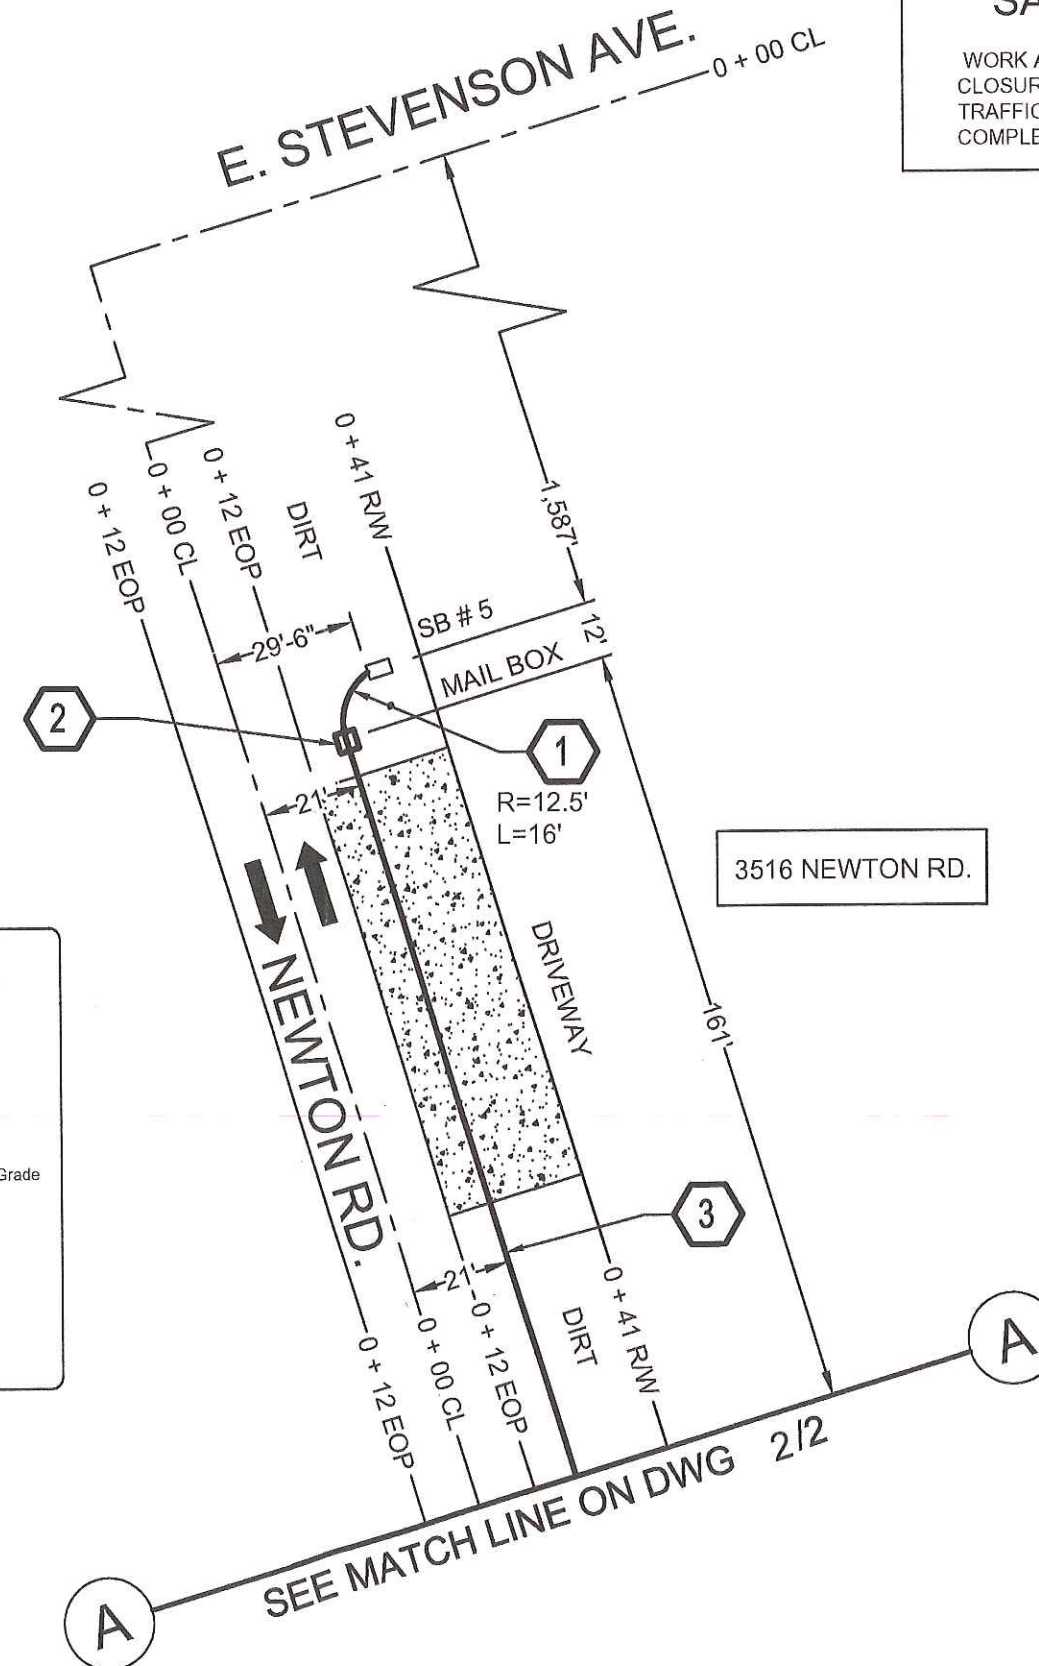 SA
WORK A
CLOSUR
TRAFFIC
COMPLE
E. STEVENSON AVE.
0 + 00 CL
0 + 12 EOP
0 + 00 CL
0 + 12 EOP
DIRT
0 + 41 R/W
1,587'
SB # 5
12'
MAIL BOX
29'-6"
2
1
R=12.5'
L=16'
21'
3516 NEWTON RD.
DRIVEWAY
161'
NEWTON RD.
Grade
3
21'
0 + 12 EOP
0 + 00 CL
0 + 12 EOP
DIRT
0 + 41 R/W
A
SEE MATCH LINE ON DWG 2/2
A